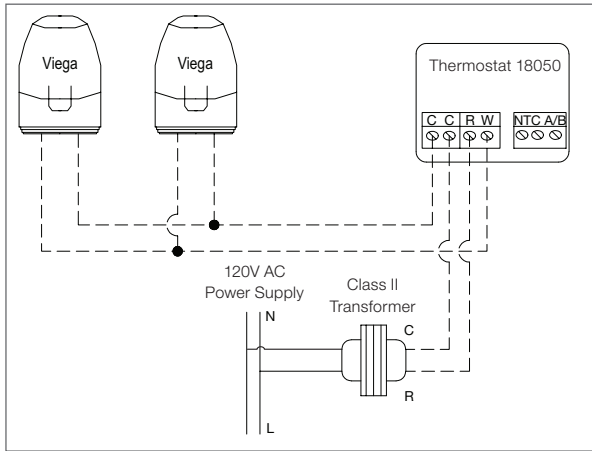 Viega
Viega
Thermostat 18050
C C R W
NTC A/B
120V AC
Power Supply
N
L
Class II
Transformer
C
R